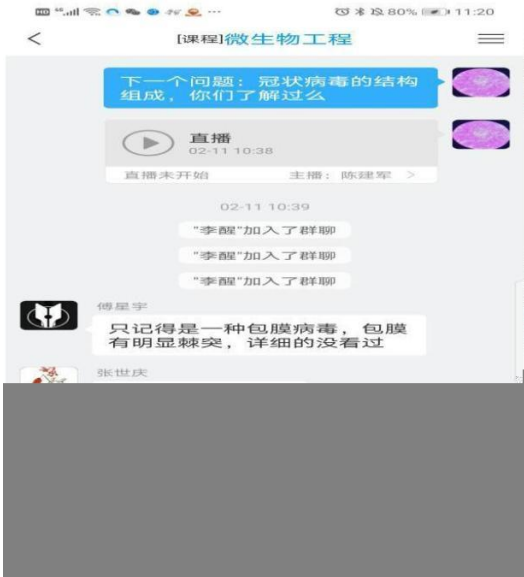 HD 80% 11:20
[课程]微生物工程
下一个问题：冠状病毒的结构
组成，你们了解过么
直播
02-11 10:38
直播未开始 主播：陈建军 >
02-11 10:39
"李醒"加入了群聊
"李醒"加入了群聊
"李醒"加入了群聊
傅星宇
只记得是一种包膜病毒，包膜
有明显棘突，详细的没看过
张世庆